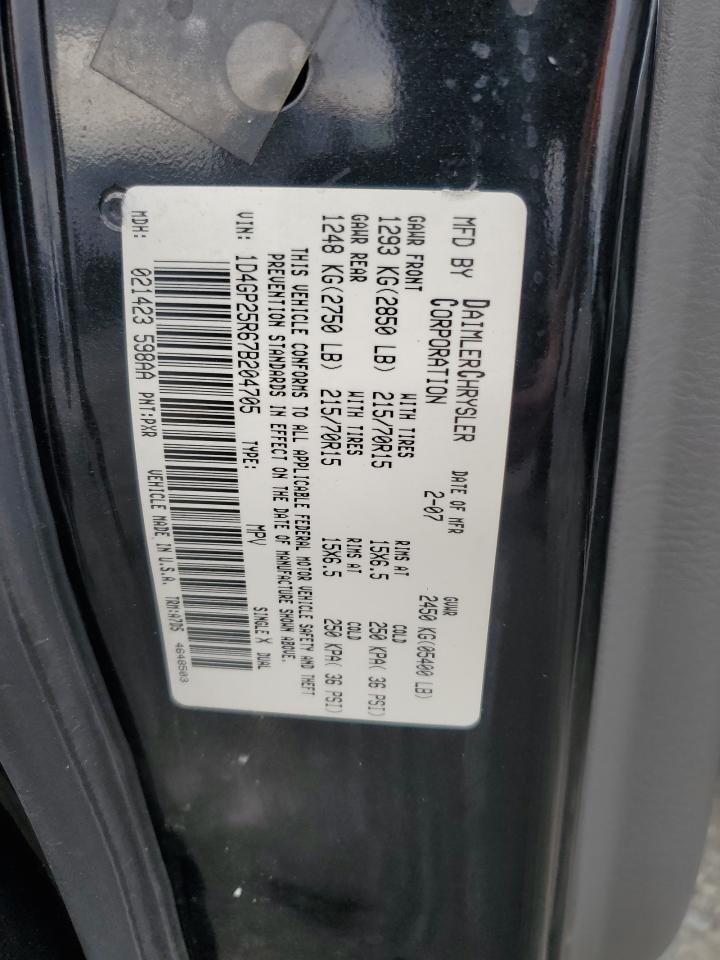 MFD BY DAIMLERCHRYSLER CORPORATION
DATE OF MFR 2-07
GVWR 2450 KG(05400 LB)
GAWR FRONT WITH TIRES RIMS AT COLD
1293 KG(2850 LB) 215/70R15 15X6.5 250 KPA( 36 PSI)
GAWR REAR WITH TIRES RIMS AT COLD
1248 KG(2750 LB) 215/70R15 15X6.5 250 KPA( 36 PSI)
THIS VEHICLE CONFORMS TO ALL APPLICABLE FEDERAL MOTOR VEHICLE SAFETY AND THEFT
PREVENTION STANDARDS IN EFFECT ON THE DATE OF MANUFACTURE SHOWN ABOVE.
VIN: 1D4GP25R67B204705 TYPE: MPV SINGLE X DUAL
MDH: 021423 598AA PNT:PXR VEHICLE MADE IN U.S.A. TRM:A7D5 4648503